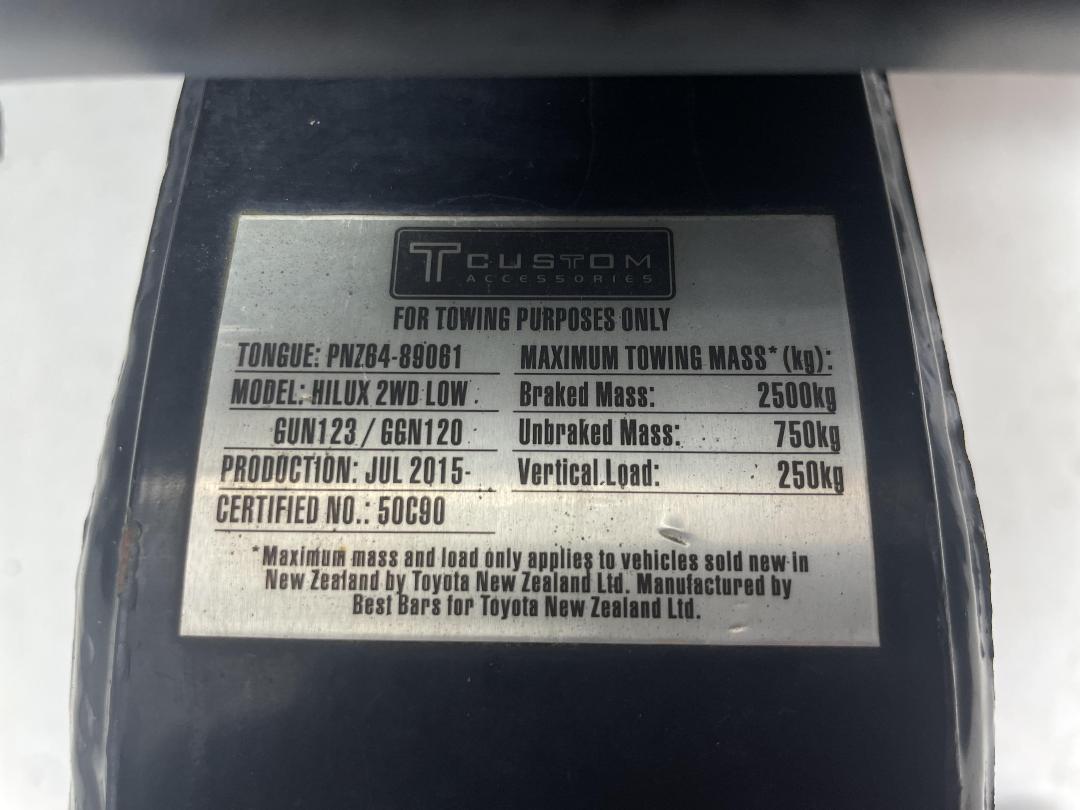 T CUSTOM
ACCESSORIES
FOR TOWING PURPOSES ONLY
TONGUE: PNZ64-89061
MODEL: HILUX 2WD LOW
GUN123 / GGN120
PRODUCTION: JUL 2015-
CERTIFIED NO.: 50C90
MAXIMUM TOWING MASS* (kg):
Braked Mass: 2500kg
Unbraked Mass: 750kg
Vertical Load: 250kg
*Maximum mass and load only applies to vehicles sold new in
New Zealand by Toyota New Zealand Ltd. Manufactured by
Best Bars for Toyota New Zealand Ltd.